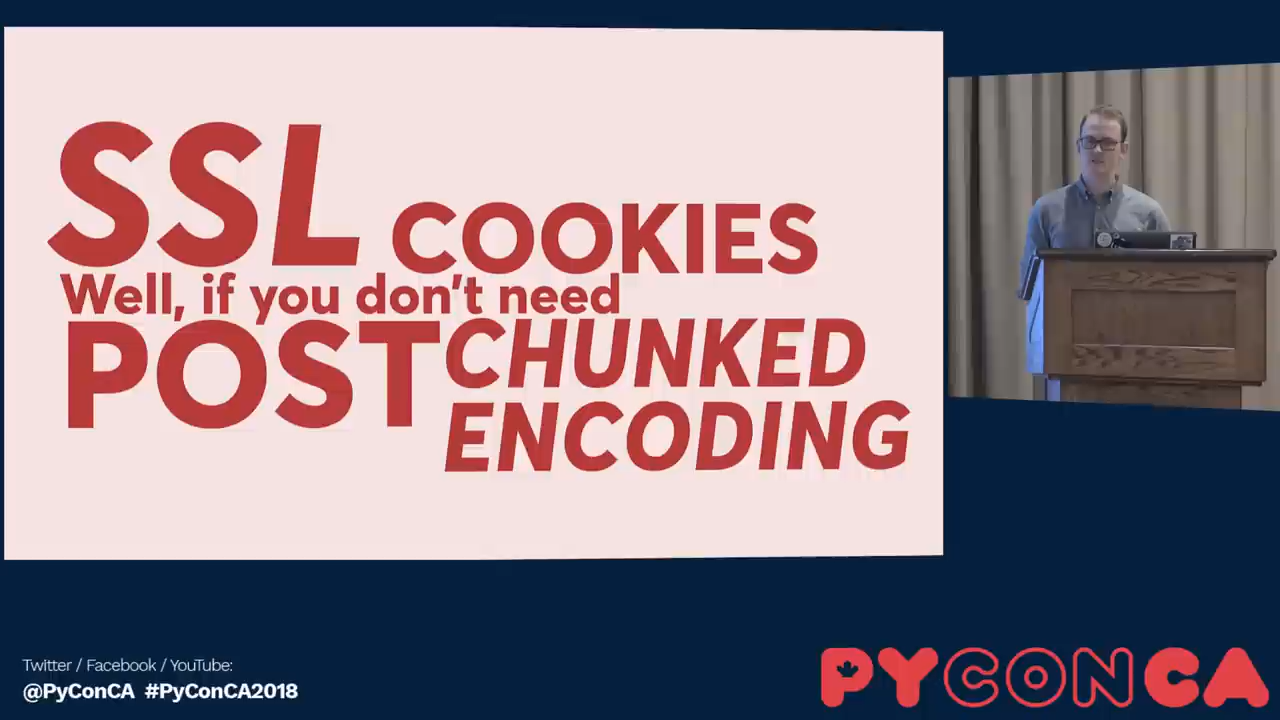 SSL COOKIES
Well, if you don't need
POST CHUNKED
ENCODING
Twitter / Facebook / YouTube:
@PyConCA #PyConCA2018
PYCONCA